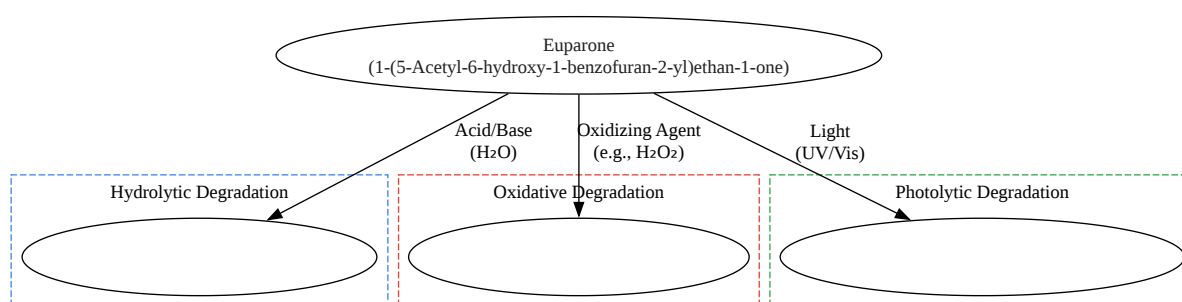 Euparone
(1-(5-Acetyl-6-hydroxy-1-benzofuran-2-yl)ethan-1-one)
Acid/Base
(H₂O)
Oxidizing Agent
(e.g., H₂O₂)
Light
(UV/Vis)
Hydrolytic Degradation
Oxidative Degradation
Photolytic Degradation